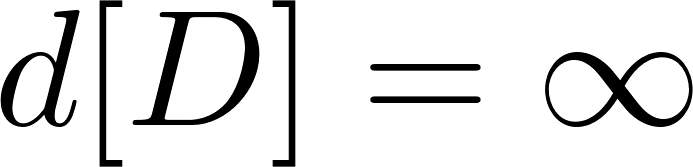 d[D] = ∞